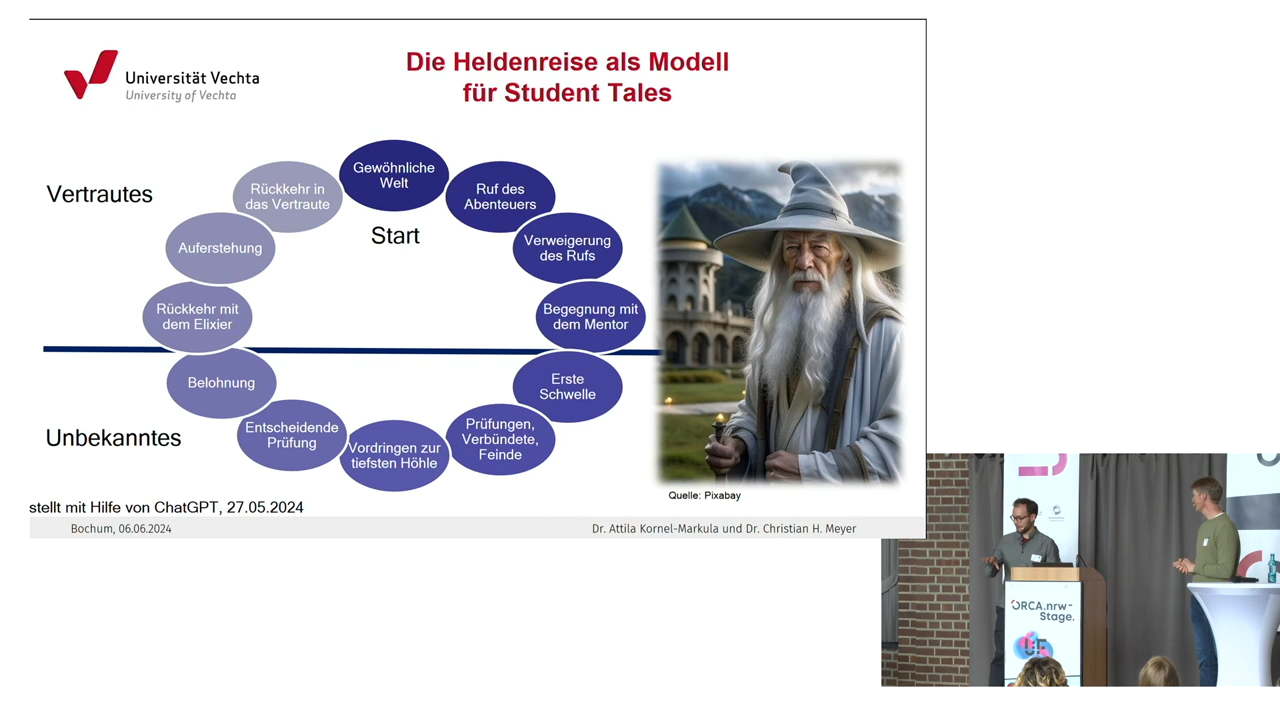 Universität Vechta
University of Vechta
Die Heldenreise als Modell
für Student Tales
Vertrautes
Gewöhnliche
Welt
Ruf des
Abenteuers
Verweigerung
des Rufs
Begegnung mit
dem Mentor
Erste
Schwelle
Prüfungen,
Verbündete,
Feinde
Vordringen zur
tiefsten Höhle
Entscheidende
Prüfung
Belohnung
Rückkehr mit
dem Elixier
Auferstehung
Rückkehr in
das Vertraute
Start
Unbekanntes
Quelle: Pixabay
stellt mit Hilfe von ChatGPT, 27.05.2024
Bochum, 06.06.2024
Dr. Attila Kornel-Markula und Dr. Christian H. Meyer
ORCA.nrw-
Stage.